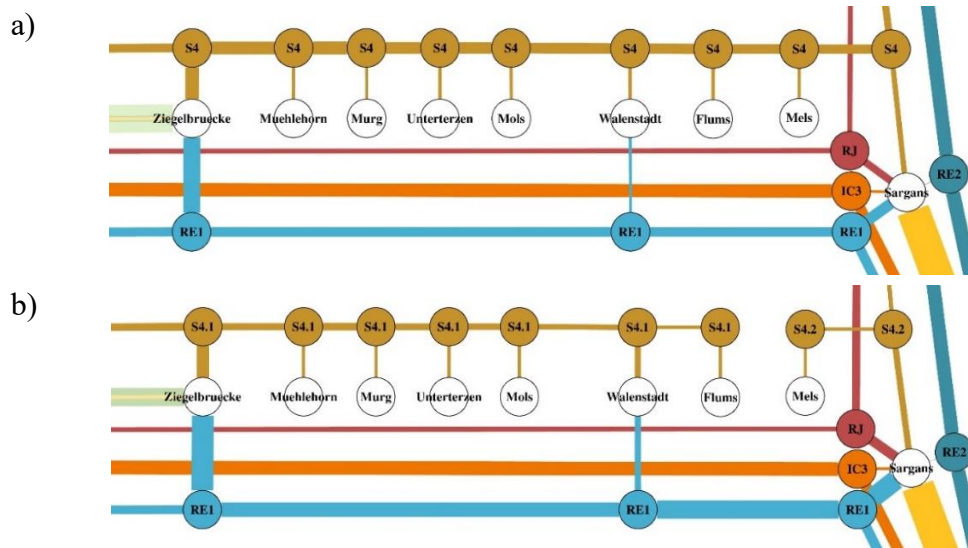 a)
S4 S4 S4 S4 S4 S4 S4 S4 S4
Ziegelbruecke Muehlehorn Murg Unterterzen Mols Walenstadt Flums Mels
RJ
RE2
IC3 Sargans
RE1 RE1 RE1
b)
S4.1 S4.1 S4.1 S4.1 S4.1 S4.1 S4.1 S4.2 S4.2
Ziegelbruecke Muehlehorn Murg Unterterzen Mols Walenstadt Flums Mels
RJ
RE2
IC3 Sargans
RE1 RE1 RE1